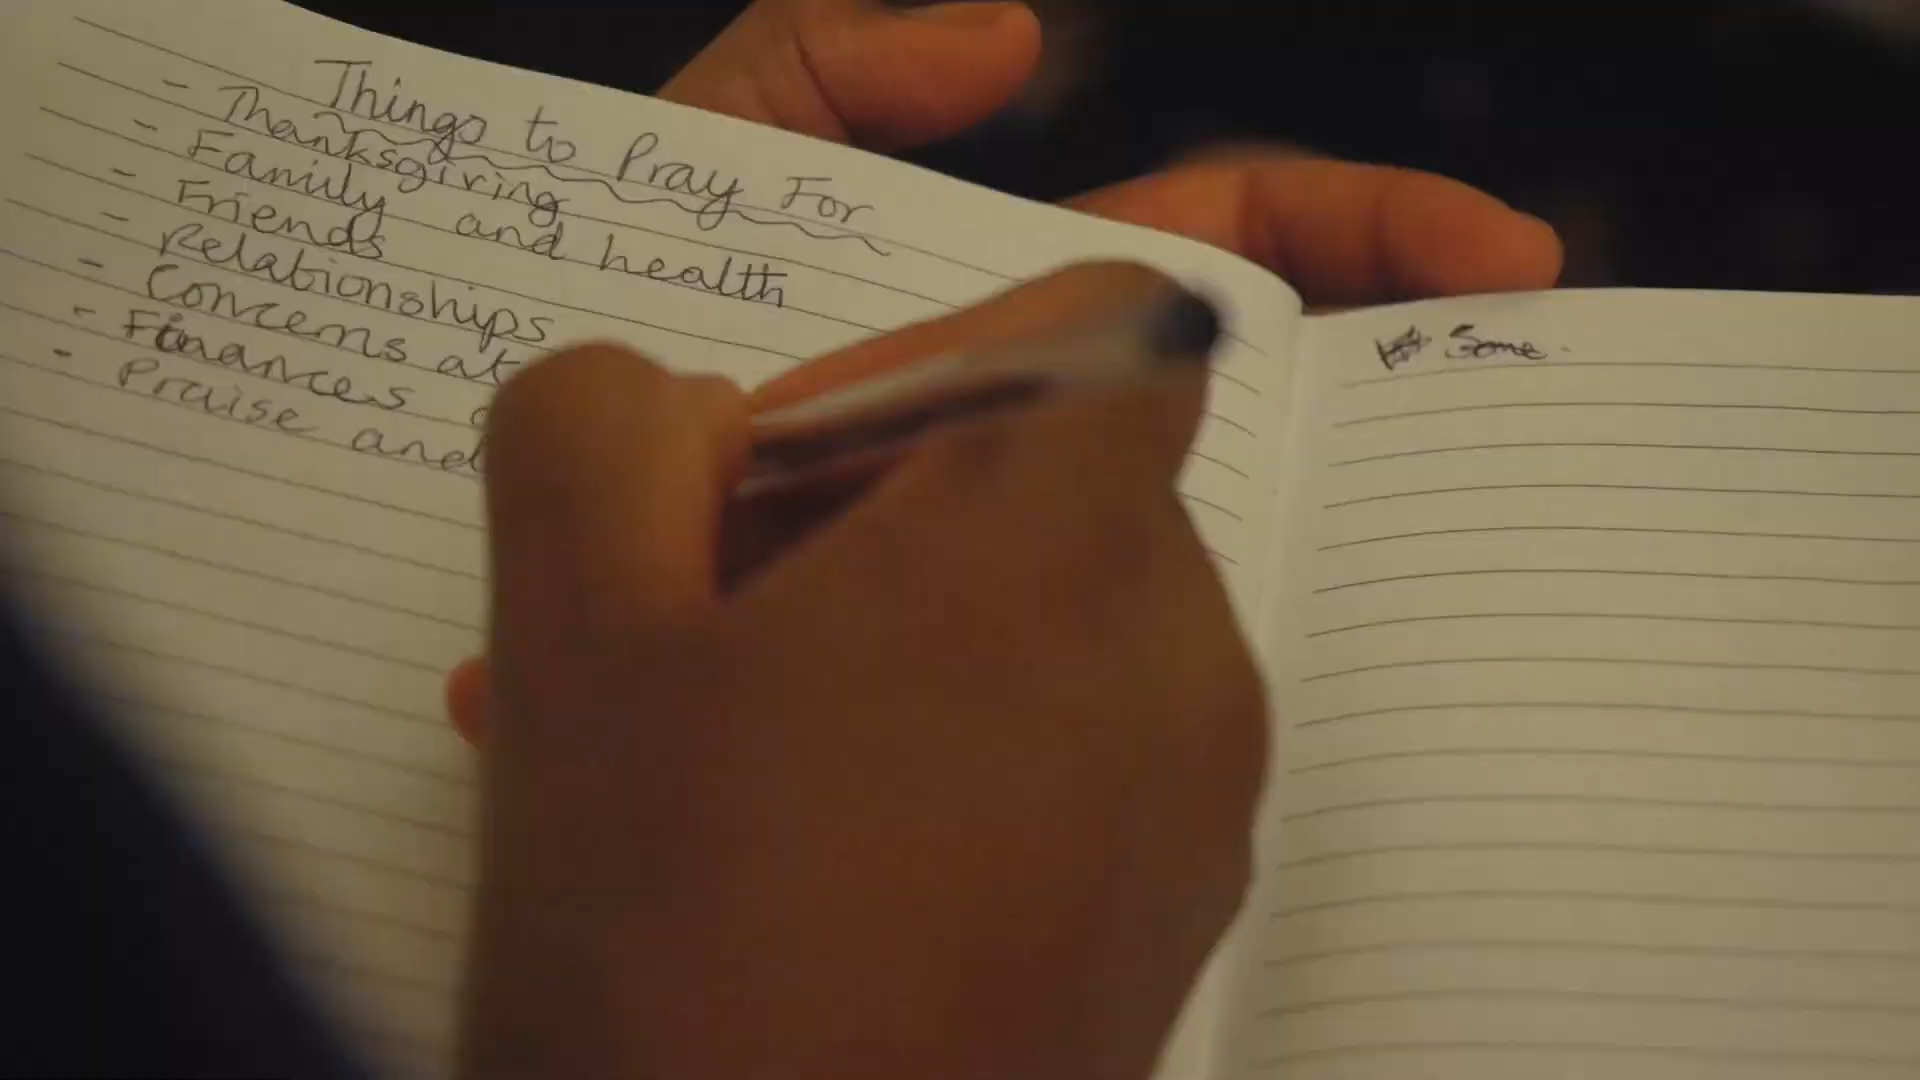 Things to Pray For
- Thanksgiving
- Family and health
- Friends
- Relationships
- Concerns at
- Finances
- Praise and
Some.